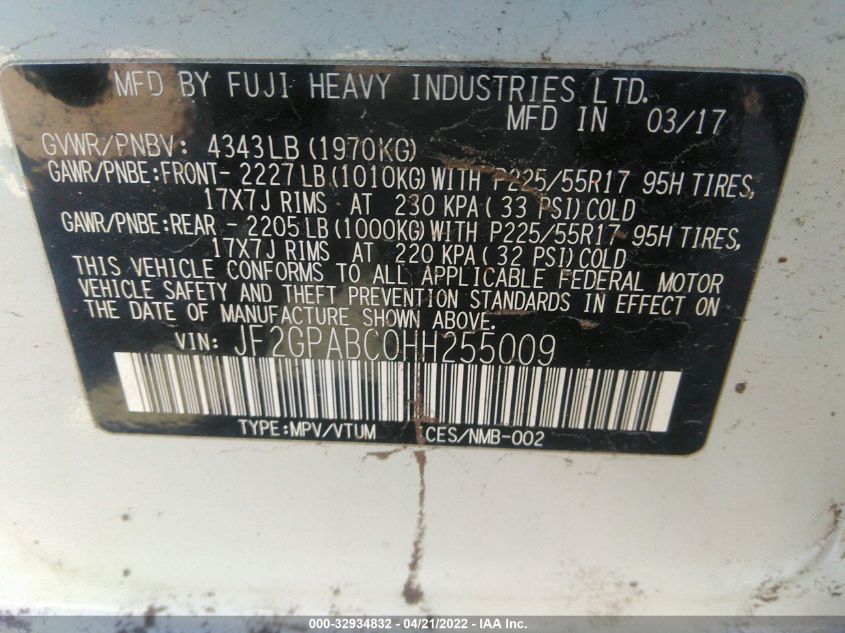 MFD BY FUJI HEAVY INDUSTRIES LTD.
MFD IN 03/17
GVWR/PNBV: 4343LB (1970KG)
GAWR/PNBE:FRONT- 2227LB (1010KG) WITH P225/55R17 95H TIRES,
17X7J RIMS AT 230 KPA( 33 PSI) COLD
GAWR/PNBE:REAR - 2205LB (1000KG) WITH P225/55R17 95H TIRES,
17X7J RIMS AT 220 KPA( 32 PSI) COLD
THIS VEHICLE CONFORMS TO ALL APPLICABLE FEDERAL MOTOR
VEHICLE SAFETY AND THEFT PREVENTION STANDARDS IN EFFECT ON
THE DATE OF MANUFACTURE SHOWN ABOVE.
VIN: JF2GPABC0HH255009
TYPE:MPV/VTUM CES/NMB-002
000-32934832 - 04/21/2022 - IAA Inc.